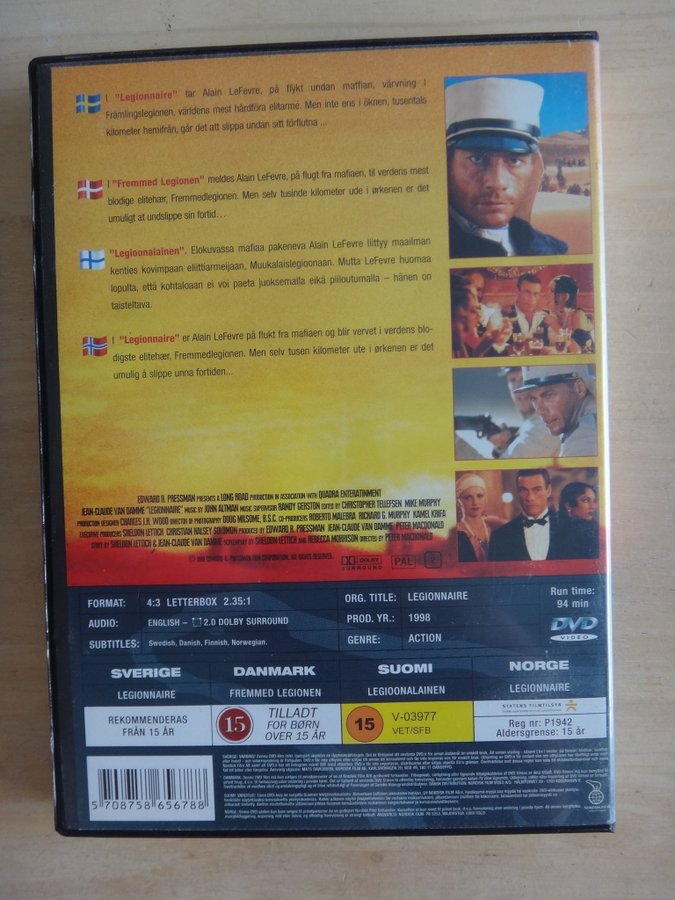 I "Legionnaire" tar Alain LeFevre, på flykt undan maffian, värvning i
Främlingslegionen, världens mest hårdföra elitarmé. Men inte ens i öknen, tusentals
kilometer hemifrån, går det att slippa undan sitt förflutna ...
I "Fremmed Legionen" meldes Alain LeFevre, på flugt fra mafiaen, til verdens mest
blodige elitehær, Fremmedlegionen. Men selv tusinde kilometer ude i ørkenen er det
umuligt at undslippe sin fortid...
"Legioonalainen". Elokuvassa mafiaa pakeneva Alain LeFevre liittyy maailman
kenties kovimpaan eliittiarmeijaan, Muukalaislegioonaan. Mutta LeFevre huomaa
lopulta, että kohtaloaan ei voi paeta juoksemalla eikä piiloutumalla – hänen on
taisteltava.
I "Legionnaire" er Alain LeFevre på flukt fra mafiaen og blir vervet i verdens blo-
digste elitehær, Fremmedlegionen. Men selv tusen kilometer ute i ørkenen er det
umulig å slippe unna fortiden...
EDWARD R. PRESSMAN PRESENTS A LONG ROAD PRODUCTION IN ASSOCIATION WITH QUADRA ENTERATINMENT
JEAN-CLAUDE VAN DAMME "LEGIONNAIRE" MUSIC BY JOHN ALTMAN MUSIC SUPERVISOR RANDY GERSTON EDITED BY CHRISTOPHER TELLEFSEN MIKE MURPHY
PRODUCTION DESIGNER CHARLES J.H. WOOD DIRECTOR OF PHOTOGRAPHY DOUG MILSOME, B.S.C. CO-PRODUCERS ROBERTO MALERBA RICHARD G. MURPHY KAMEL KRIFA
EXECUTIVE PRODUCERS SHELDON LETTICH CHRISTIAN HALSEY SOLOMON PRODUCED BY EDWARD R. PRESSMAN JEAN-CLAUDE VAN DAMME PETER MACDONALD
STORY BY SHELDON LETTICH & JEAN-CLAUDE VAN DAMME SCREENPLAY BY SHELDON LETTICH AND REBECCA MORRISON DIRECTED BY PETER MACDONALD
© 1998 EDWARD R. PRESSMAN FILM CORPORATION. ALL RIGHTS RESERVED.
DOLBY SURROUND PAL 2
FORMAT: 4:3 LETTERBOX 2.35:1
AUDIO: ENGLISH – 2.0 DOLBY SURROUND
SUBTITLES: Swedish, Danish, Finnish, Norwegian.
ORG. TITLE: LEGIONNAIRE
PROD. YR.: 1998
GENRE: ACTION
Run time:
94 min
DVD
VIDEO
SVERIGE
LEGIONNAIRE
REKOMMENDERAS
FRÅN 15 ÅR
DANMARK
FREMMED LEGIONEN
15 TILLADT
FOR BØRN
OVER 15 ÅR
SUOMI
LEGIOONALAINEN
15 V-03977
VET/SFB
NORGE
LEGIONNAIRE
STATENS FILMTILSYN
Reg nr: P1942
Aldersgrense: 15 år
5 708758 656788